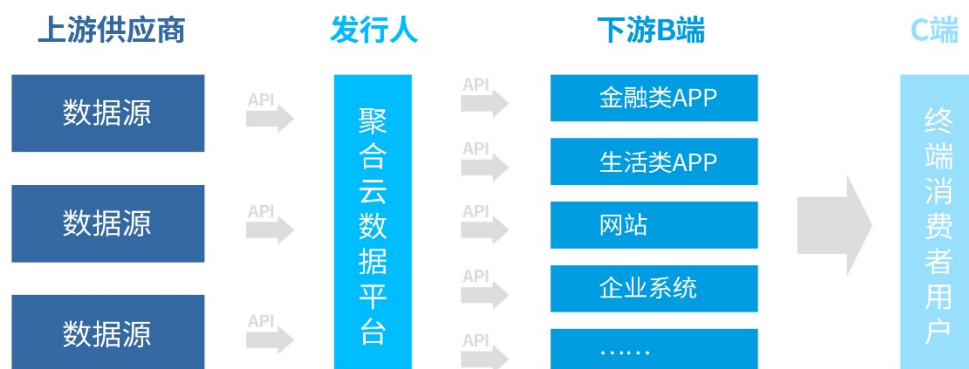 上游供应商
发行人
下游B端
C端
数据源
API
数据源
API
数据源
API
聚合云数据平台
API
金融类APP
API
生活类APP
API
网站
API
企业系统
API
......
终端消费者用户